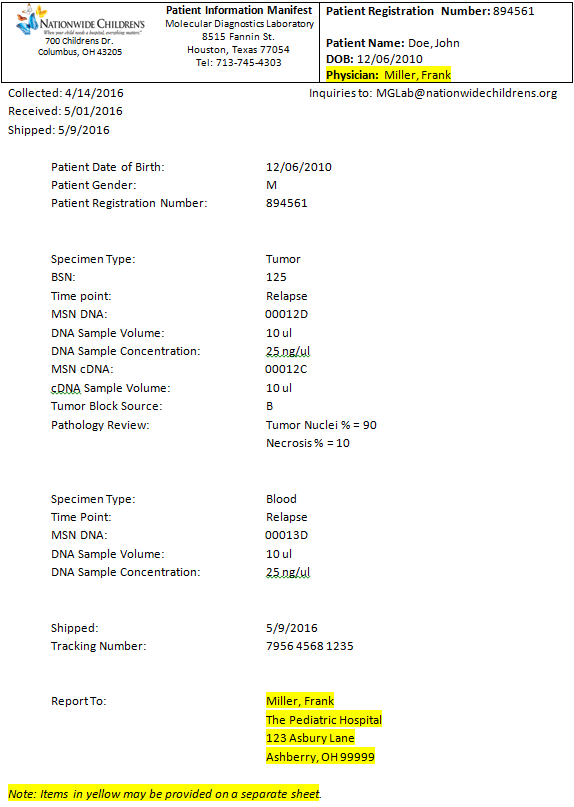 NATIONWIDE CHILDREN'S
When your child needs a hospital, everything matters.™
700 Childrens Dr.
Columbus, OH 43205
Patient Information Manifest
Molecular Diagnostics Laboratory
8515 Fannin St.
Houston, Texas 77054
Tel: 713-745-4303
Patient Registration Number: 894561
Patient Name: Doe, John
DOB: 12/06/2010
Physician: Miller, Frank
Collected: 4/14/2016 Inquiries to: MGLab@nationwidechildrens.org
Received: 5/01/2016
Shipped: 5/9/2016
Patient Date of Birth: 12/06/2010
Patient Gender: M
Patient Registration Number: 894561
Specimen Type: Tumor
BSN: 125
Time point: Relapse
MSN DNA: 00012D
DNA Sample Volume: 10 ul
DNA Sample Concentration: 25 ng/ul
MSN cDNA: 00012C
cDNA Sample Volume: 10 ul
Tumor Block Source: B
Pathology Review: Tumor Nuclei % = 90
Necrosis % = 10
Specimen Type: Blood
Time Point: Relapse
MSN DNA: 00013D
DNA Sample Volume: 10 ul
DNA Sample Concentration: 25 ng/ul
Shipped: 5/9/2016
Tracking Number: 7956 4568 1235
Report To: Miller, Frank
The Pediatric Hospital
123 Asbury Lane
Ashberry, OH 99999
Note: Items in yellow may be provided on a separate sheet.